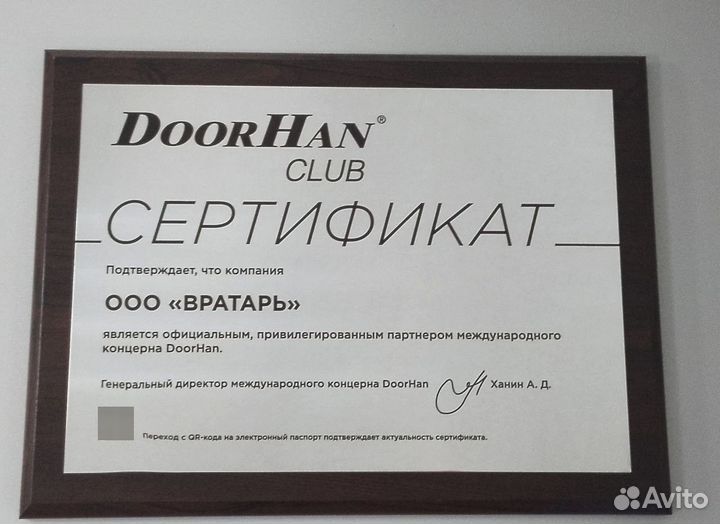 DOORHAN®
CLUB
СЕРТИФИКАТ
Подтверждает, что компания
ООО «ВРАТАРЬ»
является официальным, привилегированным партнером международного
концерна DoorHan.
Генеральный директор международного концерна DoorHan Ханин А. Д.
Переход с QR-кода на электронный паспорт подтверждает актуальность сертификата.
Avito